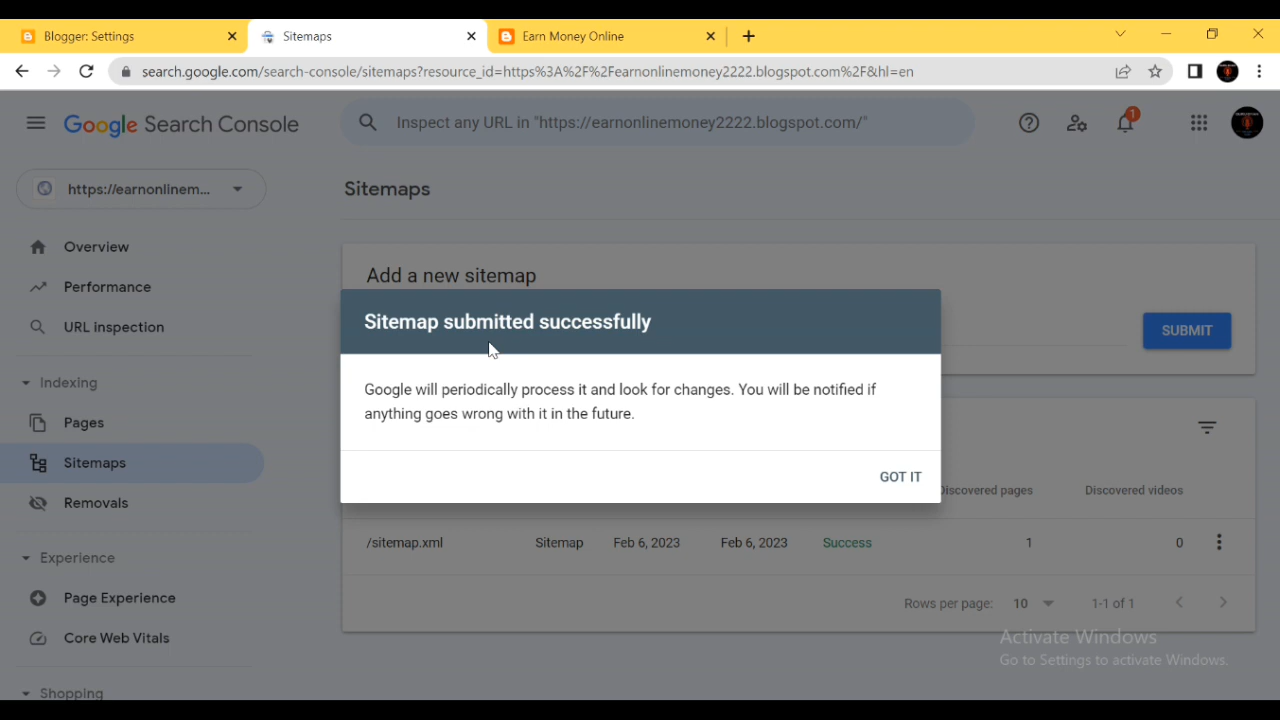 Blogger: Settings
Sitemaps
Earn Money Online
search.google.com/search-console/sitemaps?resource_id=https%3A%2F%2Fearnonlinemoney2222.blogspot.com%2F&hl=en
Google Search Console
Inspect any URL in "https://earnonlinemoney2222.blogspot.com/"
1
https://earnonlinem...
Sitemaps
Overview
Performance
URL inspection
Indexing
Pages
Sitemaps
Removals
Experience
Page Experience
Core Web Vitals
Shopping
Add a new sitemap
SUBMIT
Sitemap submitted successfully
Google will periodically process it and look for changes. You will be notified if
anything goes wrong with it in the future.
GOT IT
Discovered pages Discovered videos
/sitemap.xml Sitemap Feb 6, 2023 Feb 6, 2023 Success 1 0
Rows per page: 10 1-1 of 1
Activate Windows
Go to Settings to activate Windows.